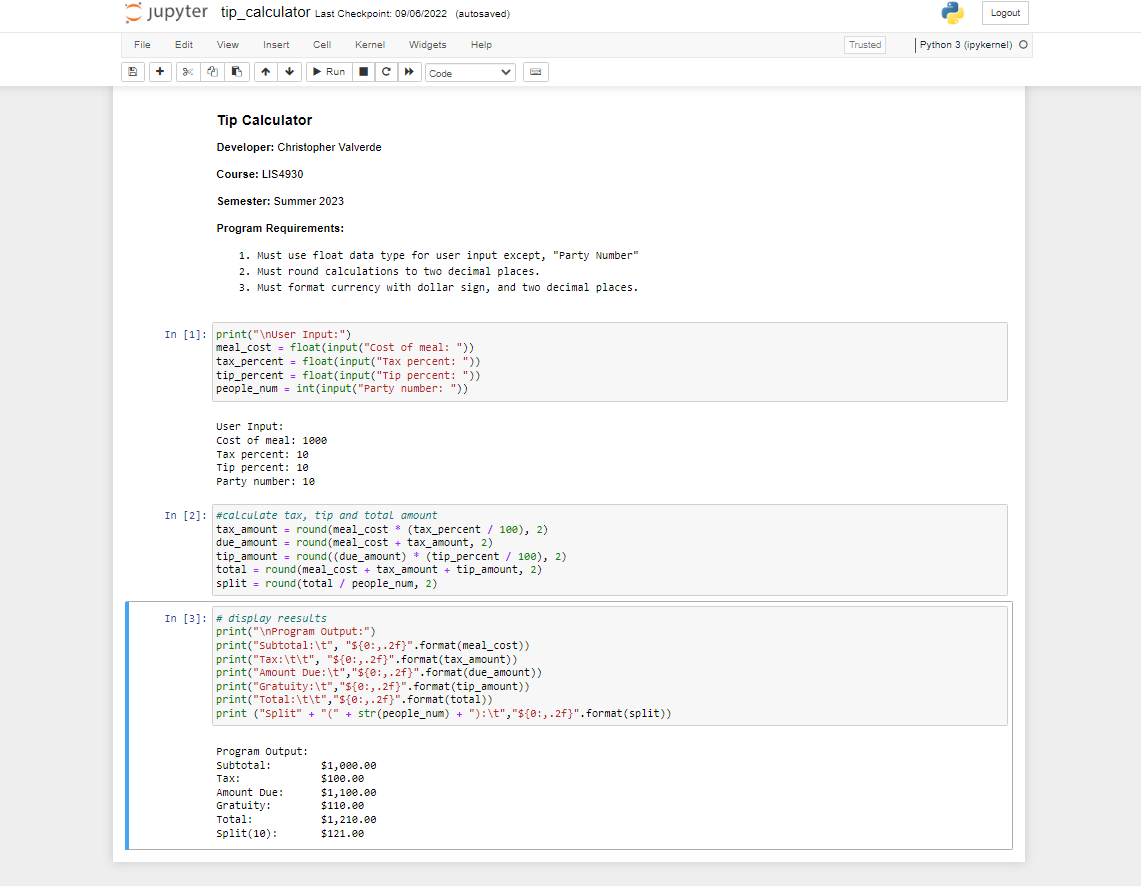 jupyter tip_calculator Last Checkpoint: 09/06/2022 (autosaved) Logout
File Edit View Insert Cell Kernel Widgets Help Trusted Python 3 (ipykernel)
Run Code
Tip Calculator
Developer: Christopher Valverde
Course: LIS4930
Semester: Summer 2023
Program Requirements:
1. Must use float data type for user input except, "Party Number"
2. Must round calculations to two decimal places.
3. Must format currency with dollar sign, and two decimal places.
In [1]: print("\nUser Input:")
meal_cost = float(input("Cost of meal: "))
tax_percent = float(input("Tax percent: "))
tip_percent = float(input("Tip percent: "))
people_num = int(input("Party number: "))
User Input:
Cost of meal: 1000
Tax percent: 10
Tip percent: 10
Party number: 10
In [2]: #calculate tax, tip and total amount
tax_amount = round(meal_cost * (tax_percent / 100), 2)
due_amount = round(meal_cost + tax_amount, 2)
tip_amount = round((due_amount) * (tip_percent / 100), 2)
total = round(meal_cost + tax_amount + tip_amount, 2)
split = round(total / people_num, 2)
In [3]: # display reesults
print("\nProgram Output:")
print("Subtotal:\t", "${0:,.2f}".format(meal_cost))
print("Tax:\t\t", "${0:,.2f}".format(tax_amount))
print("Amount Due:\t","${0:,.2f}".format(due_amount))
print("Gratuity:\t","${0:,.2f}".format(tip_amount))
print("Total:\t\t","${0:,.2f}".format(total))
print ("Split" + "(" + str(people_num) + "):\t","${0:,.2f}".format(split))
Program Output:
Subtotal: $1,000.00
Tax: $100.00
Amount Due: $1,100.00
Gratuity: $110.00
Total: $1,210.00
Split(10): $121.00